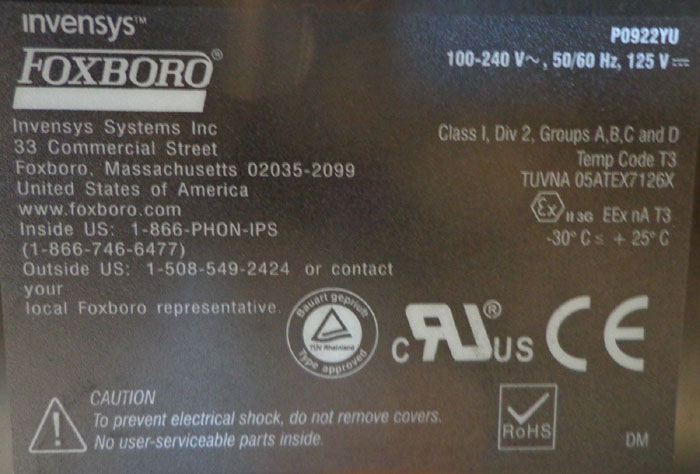 ınvensys™
FOXBORO®
P0922YU
100-240 V~, 50/60 Hz, 125 V⎓
Invensys Systems Inc
33 Commercial Street
Foxboro, Massachusetts 02035-2099
United States of America
www.foxboro.com
Inside US: 1-866-PHON-IPS
(1-866-746-6477)
Outside US: 1-508-549-2424 or contact
your
local Foxboro representative.
Class I, Div 2, Groups A,B,C and D
Temp Code T3
TUVNA 05ATEX7126X
Ex II 3G EEx nA T3
-30° C ≤ + 25° C
Bauart geprüft
TÜV Rheinland
Type approved
c RU® US
CE
CAUTION
To prevent electrical shock, do not remove covers.
No user-serviceable parts inside.
RoHS
DM